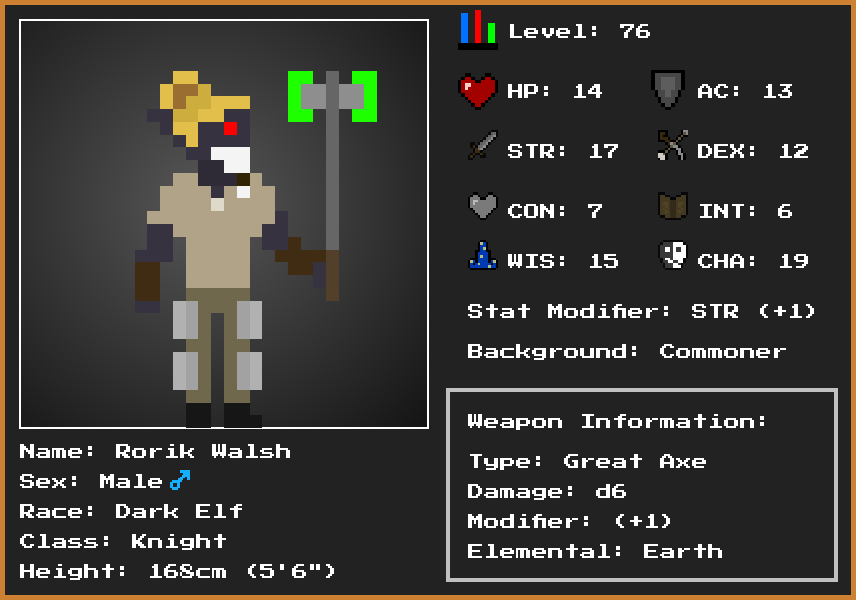 Level: 76
HP: 14
AC: 13
STR: 17
DEX: 12
CON: 7
INT: 6
WIS: 15
CHA: 19
Stat Modifier: STR (+1)
Background: Commoner
Weapon Information:
Type: Great Axe
Damage: d6
Modifier: (+1)
Elemental: Earth
Name: Rorik Walsh
Sex: Male♂
Race: Dark Elf
Class: Knight
Height: 168cm (5'6")